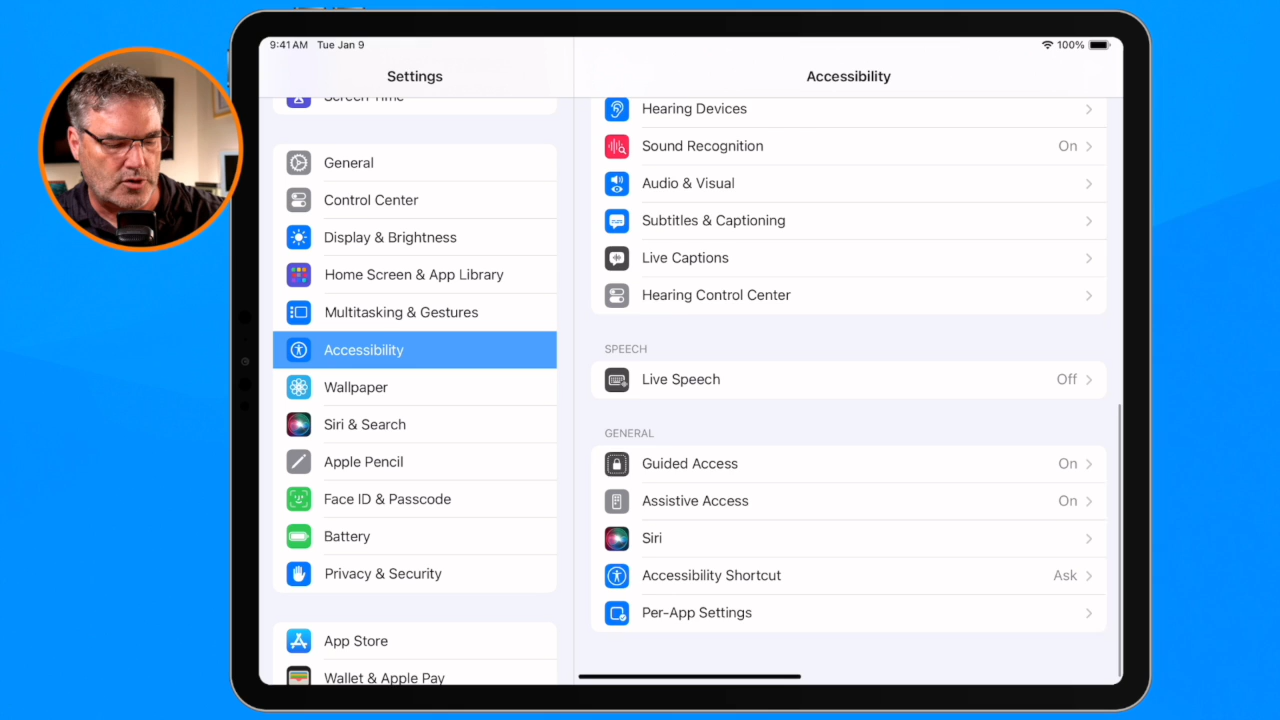 9:41 AM Tue Jan 9
100%
Settings
Screen Time
General
Control Center
Display & Brightness
Home Screen & App Library
Multitasking & Gestures
Accessibility
Wallpaper
Siri & Search
Apple Pencil
Face ID & Passcode
Battery
Privacy & Security
App Store
Wallet & Apple Pay
Accessibility
Hearing Devices
Sound Recognition On
Audio & Visual
Subtitles & Captioning
Live Captions
Hearing Control Center
SPEECH
Live Speech Off
GENERAL
Guided Access On
Assistive Access On
Siri
Accessibility Shortcut Ask
Per-App Settings